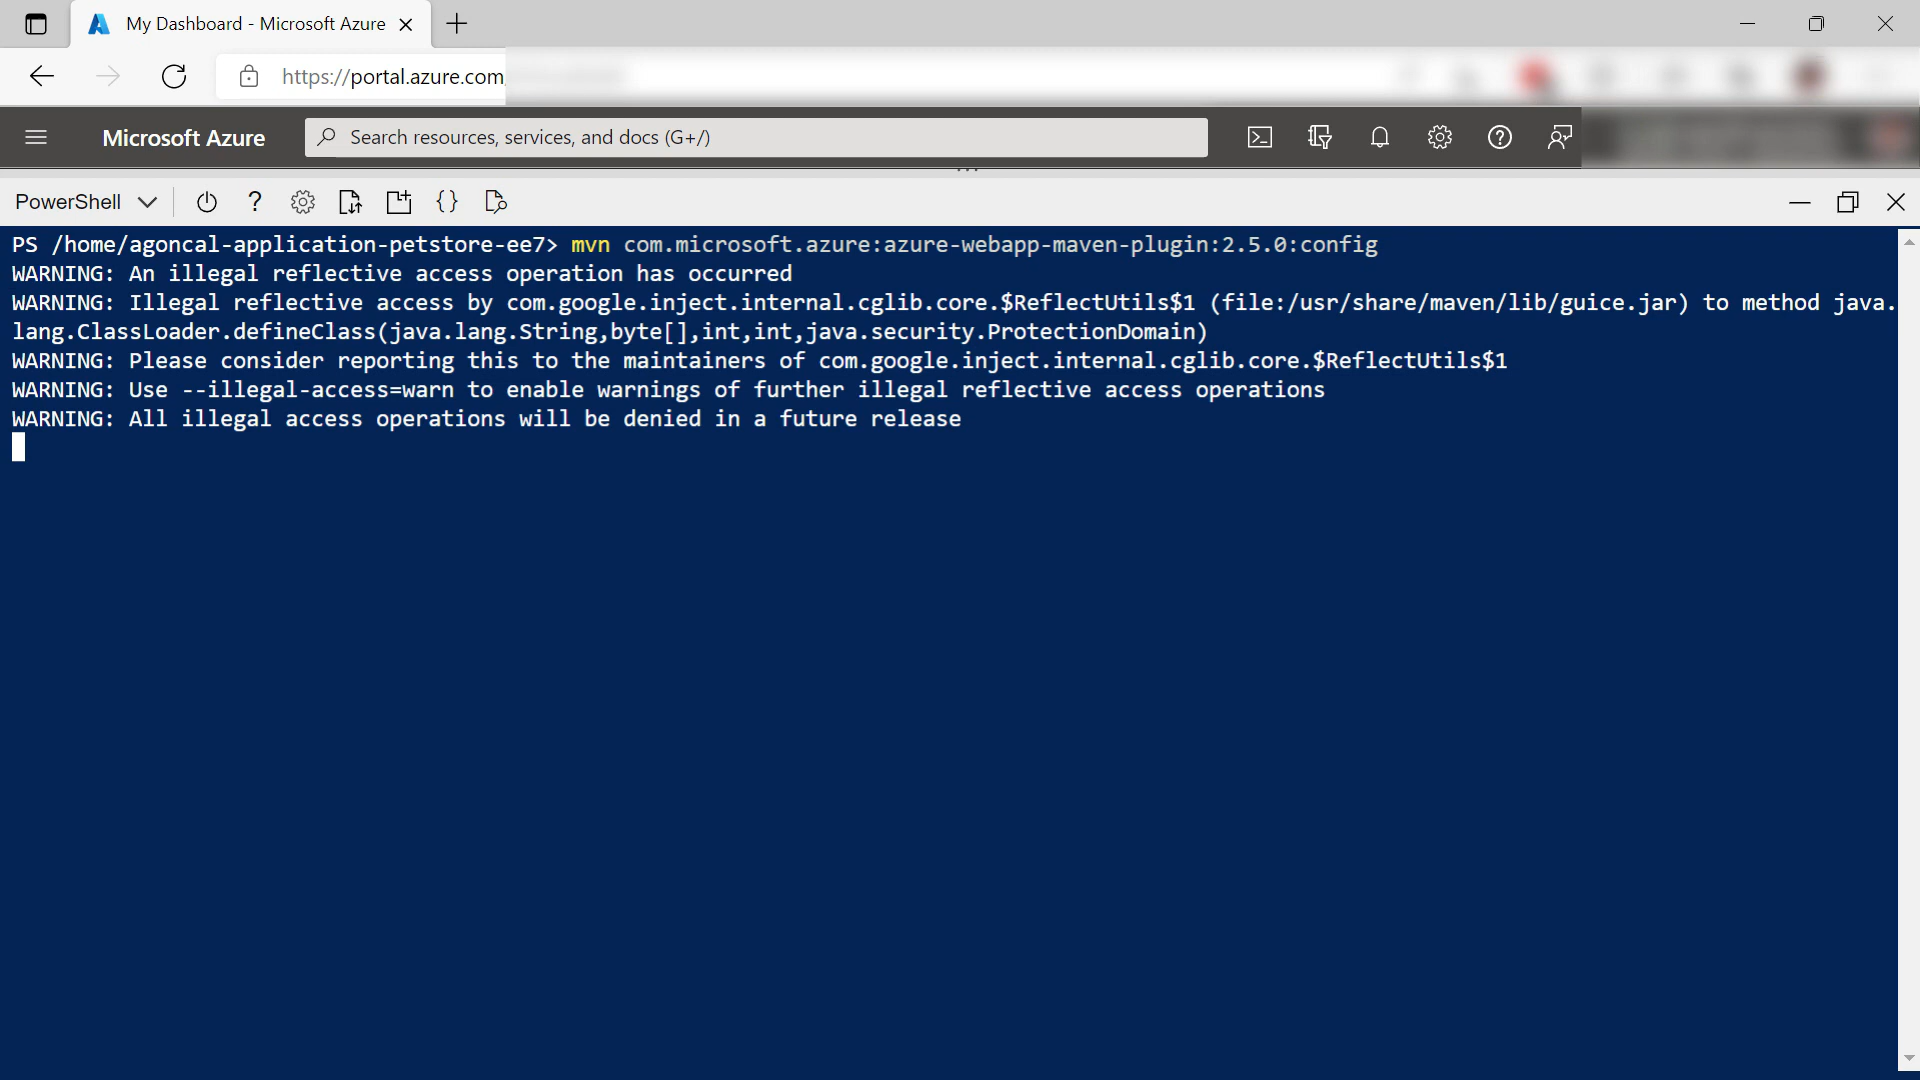 My Dashboard - Microsoft Azure
https://portal.azure.com
Microsoft Azure
Search resources, services, and docs (G+/)
PowerShell
PS /home/agoncal-application-petstore-ee7> mvn com.microsoft.azure:azure-webapp-maven-plugin:2.5.0:config
WARNING: An illegal reflective access operation has occurred
WARNING: Illegal reflective access by com.google.inject.internal.cglib.core.$ReflectUtils$1 (file:/usr/share/maven/lib/guice.jar) to method java.
lang.ClassLoader.defineClass(java.lang.String,byte[],int,int,java.security.ProtectionDomain)
WARNING: Please consider reporting this to the maintainers of com.google.inject.internal.cglib.core.$ReflectUtils$1
WARNING: Use --illegal-access=warn to enable warnings of further illegal reflective access operations
WARNING: All illegal access operations will be denied in a future release